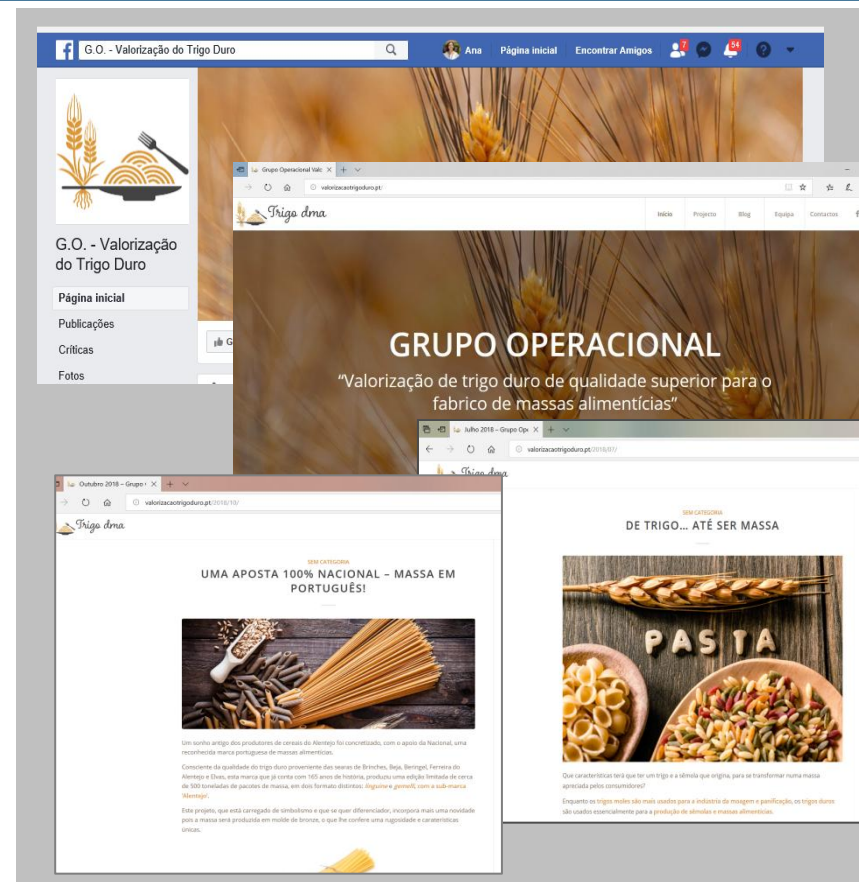 G.O. - Valorização do Trigo Duro
Ana
Página inicial
Encontrar Amigos
7
54
G.O. - Valorização
do Trigo Duro
Página inicial
Publicações
Críticas
Fotos
G
Grupo Operacional Valo
valorizacaotrigoduro.pt/
Trigo dma
Início
Projecto
Blog
Equipa
Contactos
GRUPO OPERACIONAL
“Valorização de trigo duro de qualidade superior para o
fabrico de massas alimentícias”
Julho 2018 – Grupo Ope
valorizacaotrigoduro.pt/2018/07/
Trigo dma
SEM CATEGORIA
DE TRIGO... ATÉ SER MASSA
PASTA
Que características terá que ter um trigo e a sêmola que origina, para se transformar numa massa
apreciada pelos consumidores?
Enquanto os trigos moles são mais usados para a indústria da moagem e panificação, os trigos duros
são usados essencialmente para a produção de sêmolas e massas alimentícias.
Outubro 2018 – Grupo
valorizacaotrigoduro.pt/2018/10/
Trigo dma
SEM CATEGORIA
UMA APOSTA 100% NACIONAL – MASSA EM
PORTUGUÊS!
Um sonho antigo dos produtores de cereais do Alentejo foi concretizado, com o apoio da Nacional, uma
reconhecida marca portuguesa de massas alimentícias.
Consciente da qualidade do trigo duro proveniente das searas de Brinches, Beja, Beringel, Ferreira do
Alentejo e Elvas, esta marca que já conta com 165 anos de história, produziu uma edição limitada de cerca
de 500 toneladas de pacotes de massa, em dois formato distintos: linguine e gemelli, com a sub-marca
‘Alentejo’.
Este projeto, que está carregado de simbolismo e que se quer diferenciador, incorpora mais uma novidade
pois a massa será produzida em molde de bronze, o que lhe confere uma rugosidade e caraterísticas
únicas.